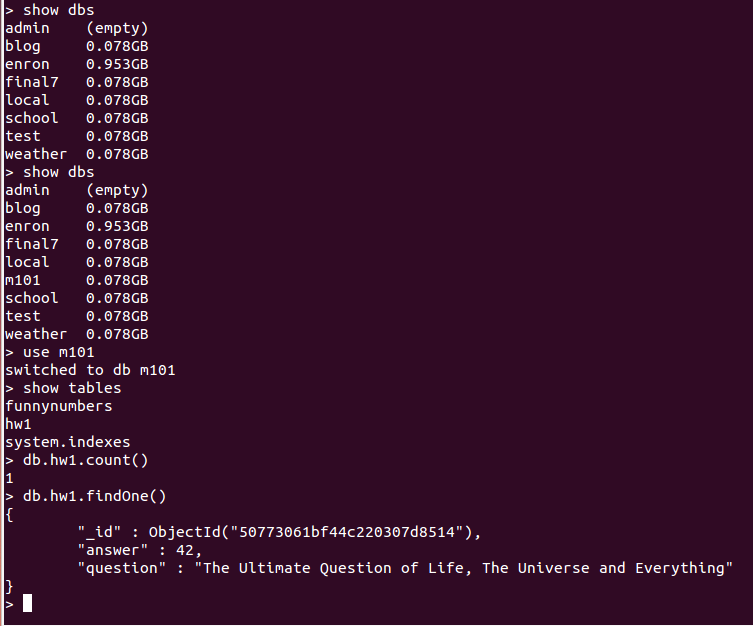 > show dbs
admin    (empty)
blog     0.078GB
enron    0.953GB
final7   0.078GB
local    0.078GB
school   0.078GB
test     0.078GB
weather  0.078GB
> show dbs
admin    (empty)
blog     0.078GB
enron    0.953GB
final7   0.078GB
local    0.078GB
m101     0.078GB
school   0.078GB
test     0.078GB
weather  0.078GB
> use m101
switched to db m101
> show tables
funnynumbers
hw1
system.indexes
> db.hw1.count()
1
> db.hw1.findOne()
{
        "_id" : ObjectId("50773061bf44c220307d8514"),
        "answer" : 42,
        "question" : "The Ultimate Question of Life, The Universe and Everything"
}
>